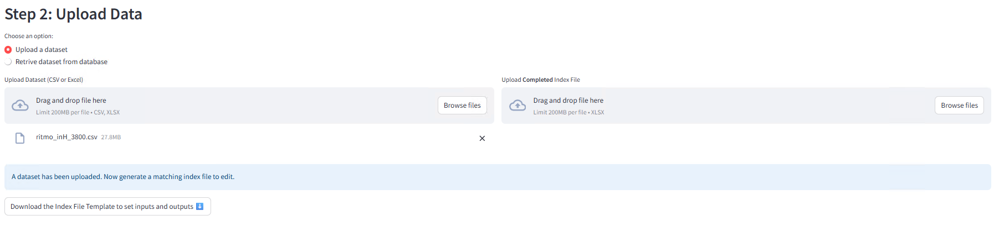 Step 2: Upload Data
Choose an option:
Upload a dataset
Retrive dataset from database
Upload Dataset (CSV or Excel)
Drag and drop file here
Limit 200MB per file • CSV, XLSX
Browse files
ritmo_inH_3800.csv 27.8MB
Upload Completed Index File
Drag and drop file here
Limit 200MB per file • XLSX
Browse files
A dataset has been uploaded. Now generate a matching index file to edit.
Download the Index File Template to set inputs and outputs ⬇️